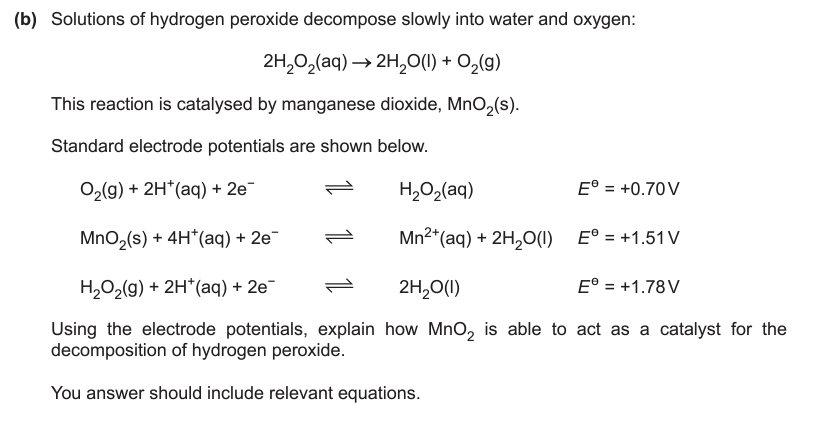 (b) Solutions of hydrogen peroxide decompose slowly into water and oxygen:
2H₂O₂(aq) → 2H₂O(l) + O₂(g)
This reaction is catalysed by manganese dioxide, MnO₂(s).
Standard electrode potentials are shown below.
O₂(g) + 2H⁺(aq) + 2e⁻ ⇌ H₂O₂(aq) E⦵ = +0.70 V
MnO₂(s) + 4H⁺(aq) + 2e⁻ ⇌ Mn²⁺(aq) + 2H₂O(l) E⦵ = +1.51 V
H₂O₂(g) + 2H⁺(aq) + 2e⁻ ⇌ 2H₂O(l) E⦵ = +1.78 V
Using the electrode potentials, explain how MnO₂ is able to act as a catalyst for the
decomposition of hydrogen peroxide.
You answer should include relevant equations.